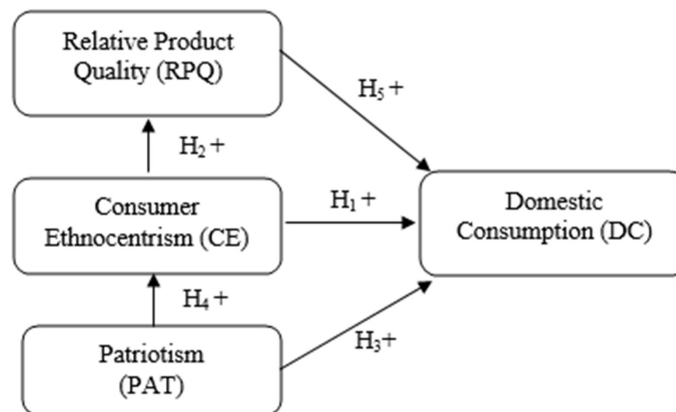 Relative Product
Quality (RPQ)
H₅+
H₂+
Consumer
Ethnocentrism (CE)
H₁+
Domestic
Consumption (DC)
H₄+
H₃+
Patriotism
(PAT)